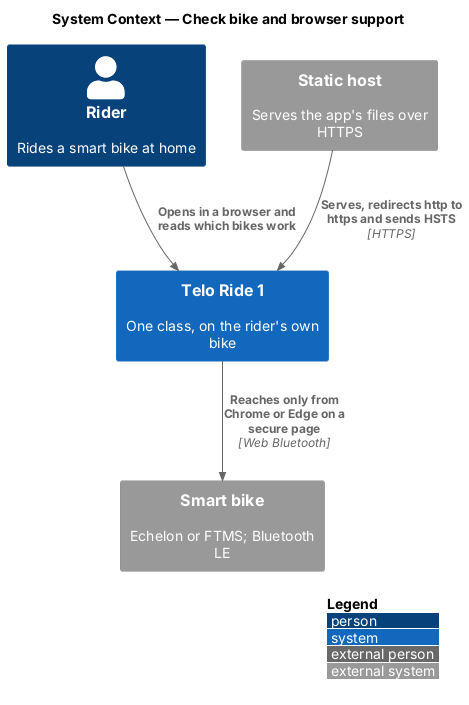 System Context — Check bike and browser support
Rider
Rides a smart bike at home
Static host
Serves the app's files over
HTTPS
Opens in a browser and
reads which bikes work
Serves, redirects http to
https and sends HSTS
[HTTPS]
Telo Ride 1
One class, on the rider's own
bike
Reaches only from
Chrome or Edge on a
secure page
[Web Bluetooth]
Smart bike
Echelon or FTMS; Bluetooth
LE
Legend
person
system
external person
external system